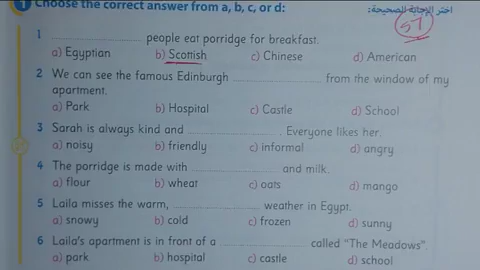 1 Choose the correct answer from a, b, c, or d: اختر الإجابة الصحيحة:
57
1 ............ people eat porridge for breakfast.
a) Egyptian b) Scottish c) Chinese d) American
2 We can see the famous Edinburgh ............ from the window of my
apartment.
a) Park b) Hospital c) Castle d) School
3 Sarah is always kind and ............ . Everyone likes her.
a) noisy b) friendly c) informal d) angry
4 The porridge is made with ............ and milk.
a) flour b) wheat c) oats d) mango
5 Laila misses the warm, ............ weather in Egypt.
a) snowy b) cold c) frozen d) sunny
6 Laila's apartment is in front of a ............ called "The Meadows".
a) park b) hospital c) castle d) school